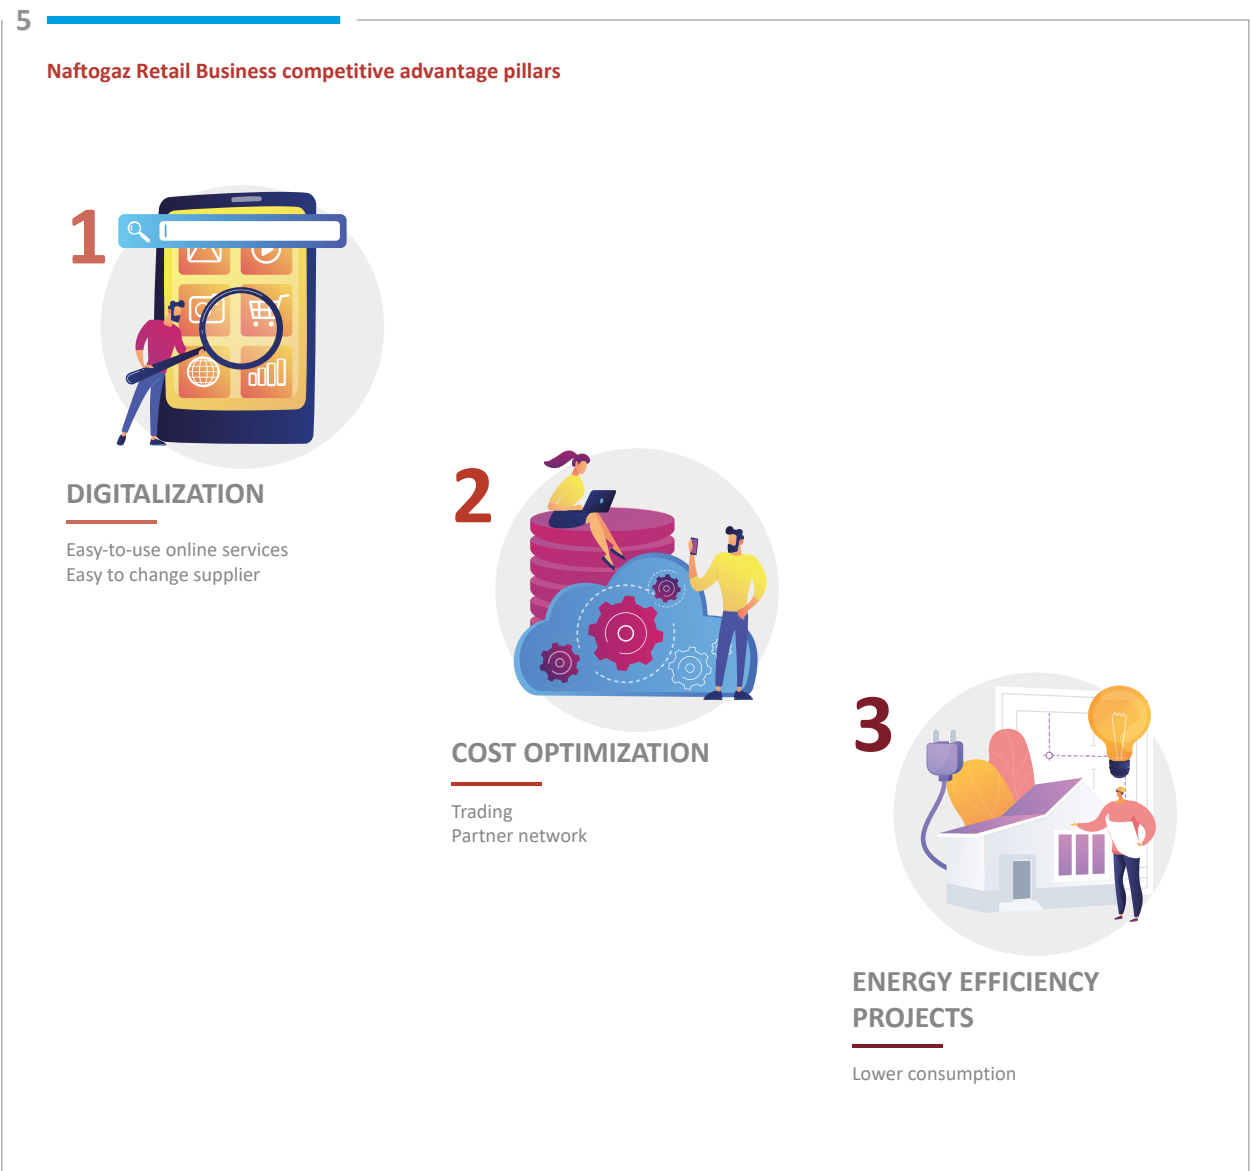 5
Naftogaz Retail Business competitive advantage pillars
1
DIGITALIZATION
Easy-to-use online services
Easy to change supplier
2
COST OPTIMIZATION
Trading
Partner network
3
ENERGY EFFICIENCY
PROJECTS
Lower consumption